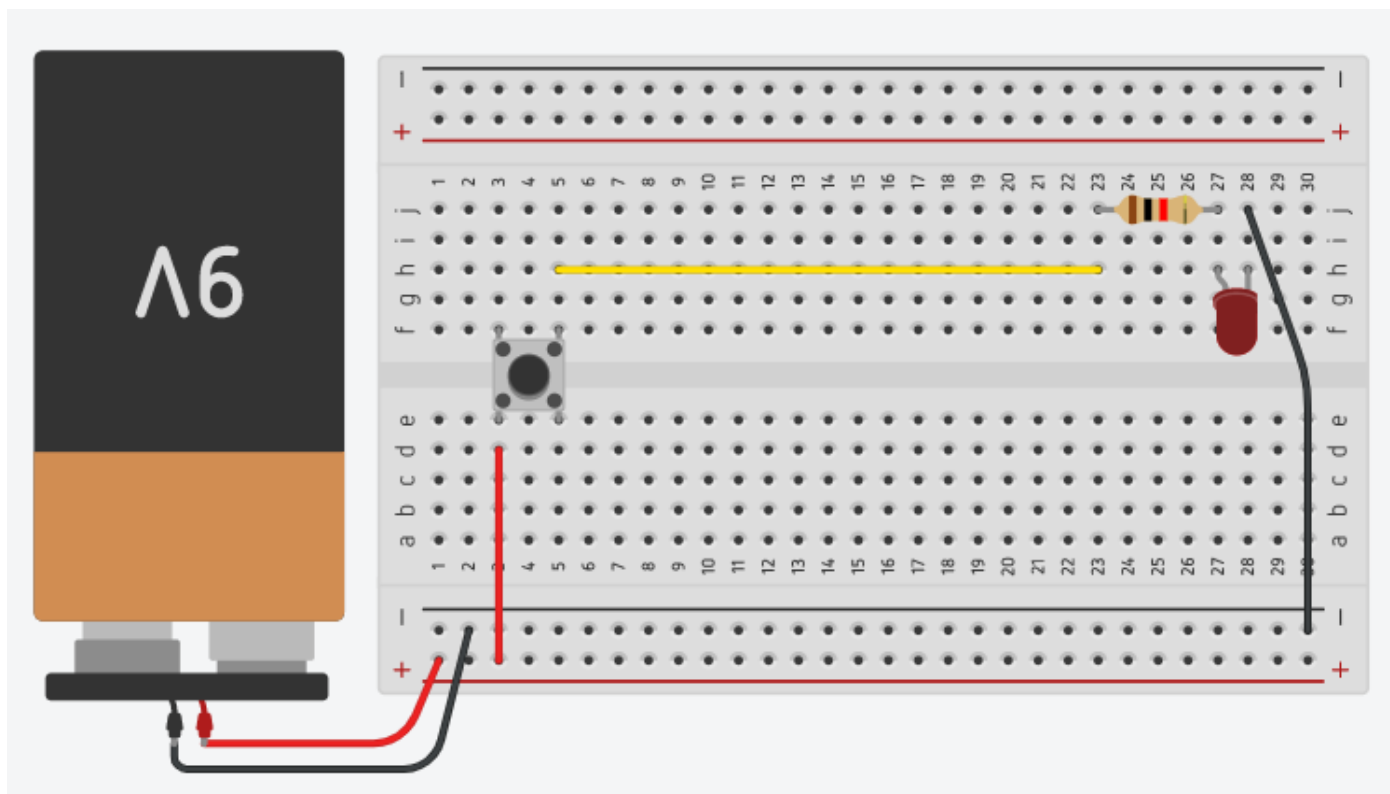 9V
− −
+ +
1 2 3 4 5 6 7 8 9 10 11 12 13 14 15 16 17 18 19 20 21 22 23 24 25 26 27 28 29 30
j j
i i
h h
g g
f f
e e
d d
c c
b b
a a
1 2 3 4 5 6 7 8 9 10 11 12 13 14 15 16 17 18 19 20 21 22 23 24 25 26 27 28 29 30
− −
+ +